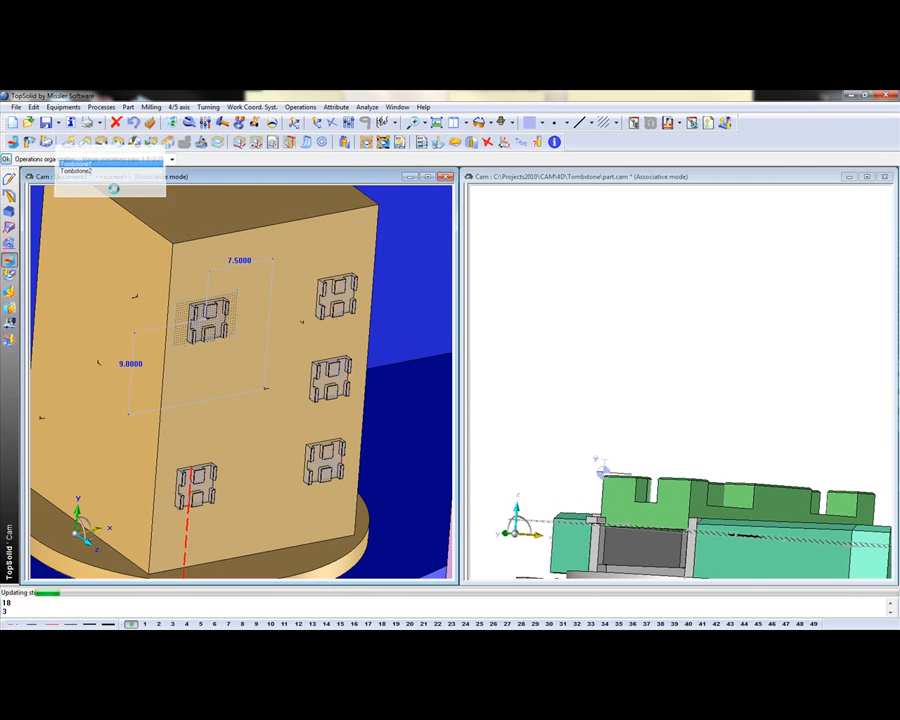 TopSolid by Missler Software
File Edit Equipments Processes Part Milling 4/5 axis Turning Work Coord. Syst. Operations Attribute Analyze Window Help
Ok Operations orga
Tombstone2
Cam : (Associative mode)
Cam : C:\Projects2010\CAM\4D\Tombstone\part.cam * (Associative mode)
7.5000
9.0000
y
x
z
z
y
TopSolid 'Cam
Updating st
18
3
0 1 2 3 4 5 6 7 8 9 10 11 12 13 14 15 16 17 18 19 20 21 22 23 24 25 26 27 28 29 30 31 32 33 34 35 36 37 38 39 40 41 42 43 44 45 46 47 48 49